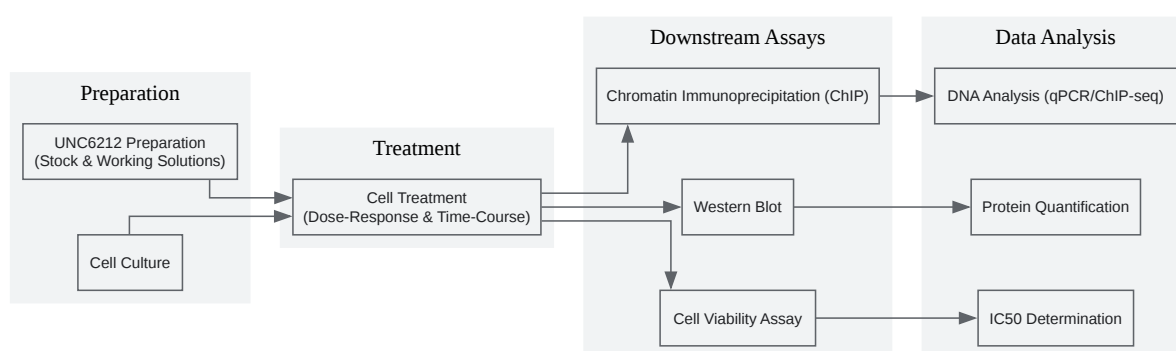 Preparation
UNC6212 Preparation
(Stock & Working Solutions)
Cell Culture
Treatment
Cell Treatment
(Dose-Response & Time-Course)
Downstream Assays
Chromatin Immunoprecipitation (ChIP)
Western Blot
Cell Viability Assay
Data Analysis
DNA Analysis (qPCR/ChIP-seq)
Protein Quantification
IC50 Determination